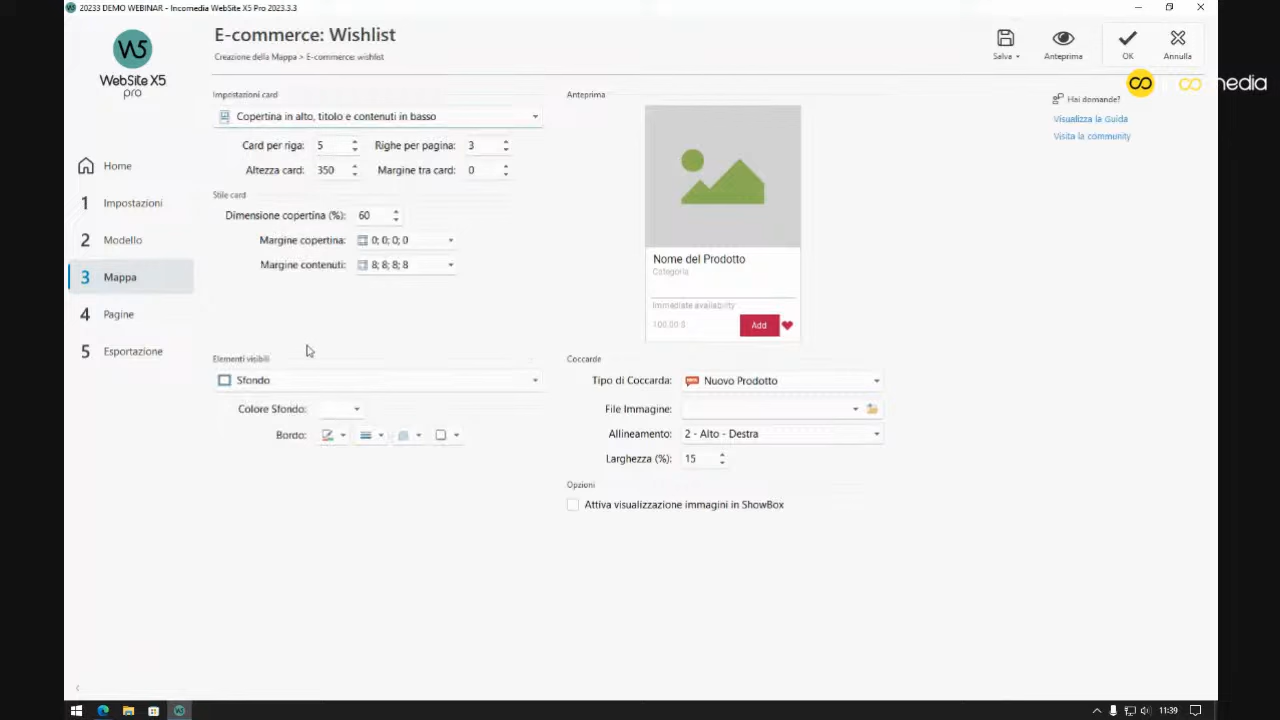 20233 DEMO WEBINAR - Incomedia WebSite X5 Pro 2023.3.3
W5
WebSite X5
pro
Home
1 Impostazioni
2 Modello
3 Mappa
4 Pagine
5 Esportazione
E-commerce: Wishlist
Creazione della Mappa > E-commerce: wishlist
Salva
Anteprima
OK
Annulla
media
Hai domande?
Visualizza la Guida
Visita la community
Impostazioni card
Copertina in alto, titolo e contenuti in basso
Card per riga: 5 Righe per pagina: 3
Altezza card: 350 Margine tra card: 0
Stile card
Dimensione copertina (%): 60
Margine copertina: 0; 0; 0; 0
Margine contenuti: 8; 8; 8; 8
Anteprima
Nome del Prodotto
Categoria
Immediate availability
100.00 $ Add
Elementi visibili
Sfondo
Colore Sfondo:
Bordo:
Coccarde
Tipo di Coccarda: Nuovo Prodotto
File Immagine:
Allineamento: 2 - Alto - Destra
Larghezza (%): 15
Opzioni
Attiva visualizzazione immagini in ShowBox
11:39